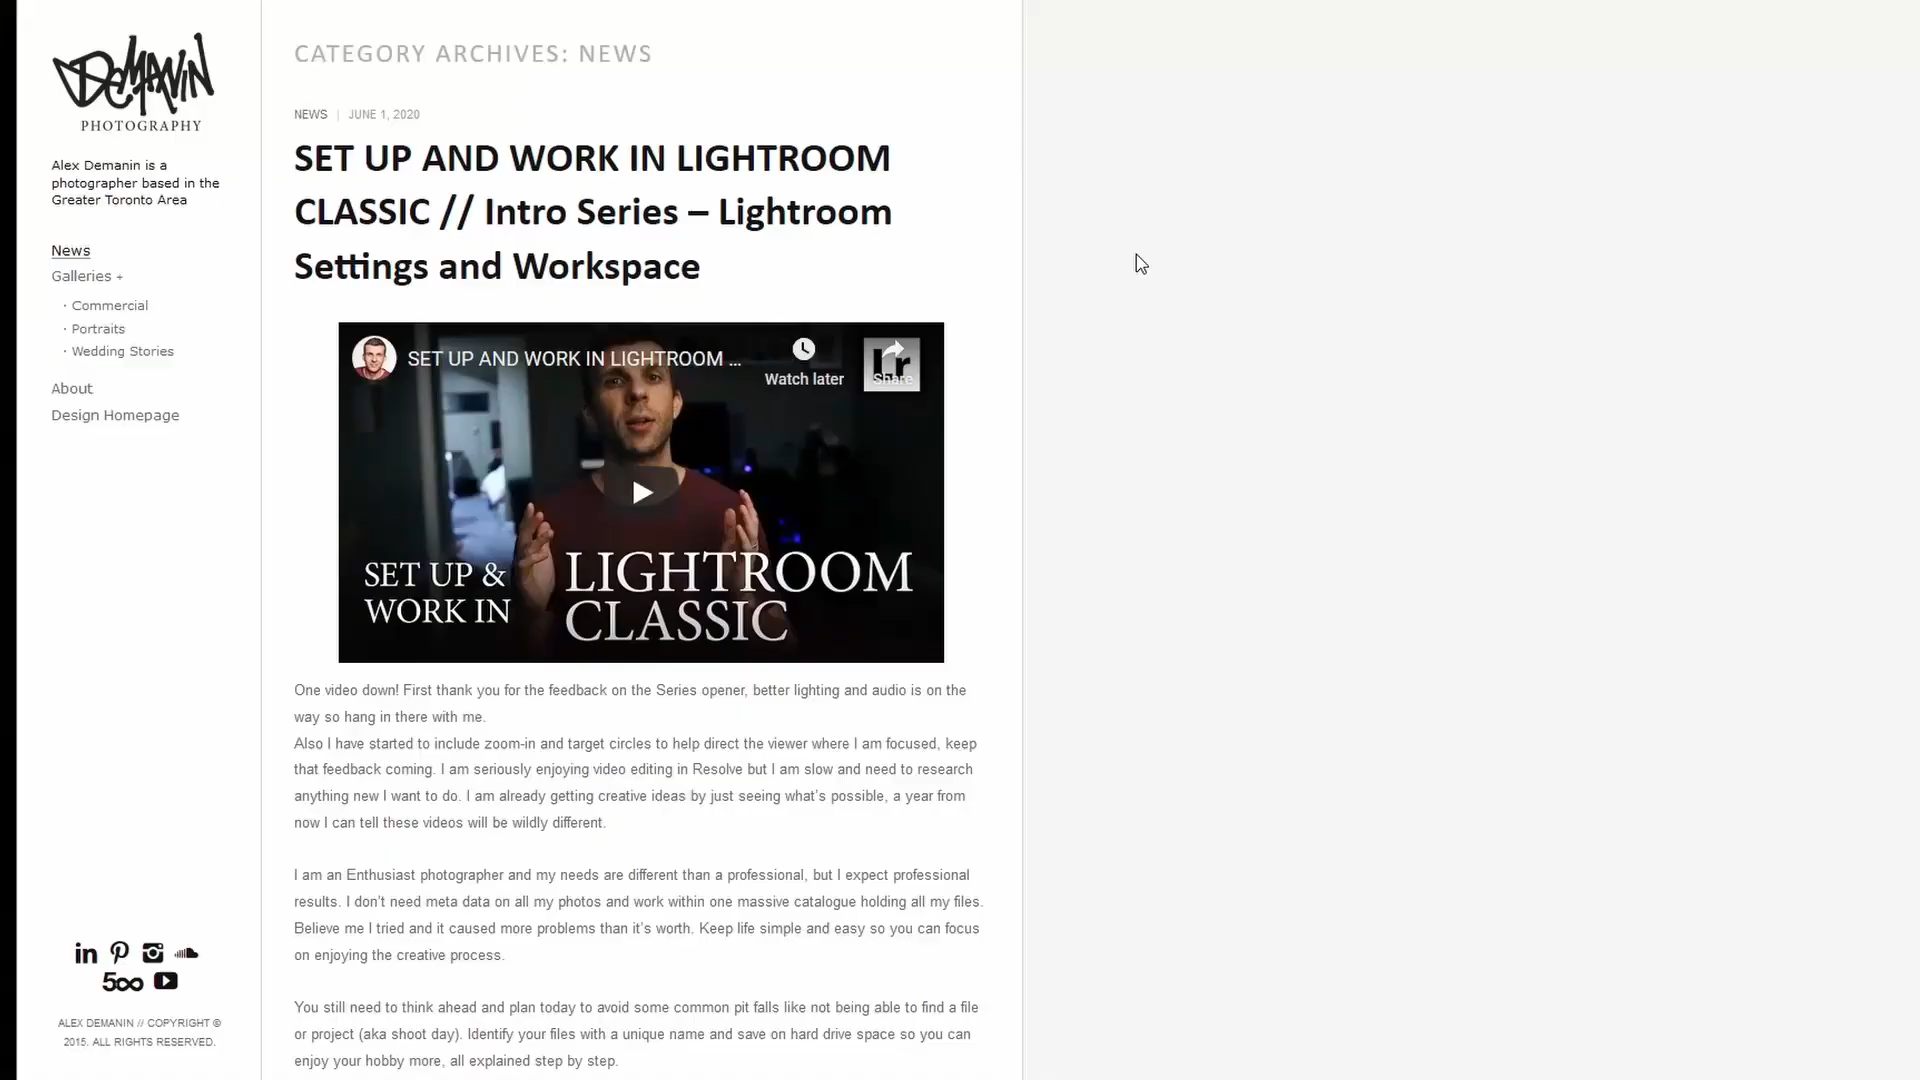 DEMANIN
PHOTOGRAPHY
Alex Demanin is a
photographer based in the
Greater Toronto Area
News
Galleries +
· Commercial
· Portraits
· Wedding Stories
About
Design Homepage
500
ALEX DEMANIN // COPYRIGHT ©
2015. ALL RIGHTS RESERVED.
CATEGORY ARCHIVES: NEWS
NEWS | JUNE 1, 2020
SET UP AND WORK IN LIGHTROOM
CLASSIC // Intro Series – Lightroom
Settings and Workspace
SET UP AND WORK IN LIGHTROOM ...
Watch later
Lr
Share
SET UP &
WORK IN
LIGHTROOM
CLASSIC
One video down! First thank you for the feedback on the Series opener, better lighting and audio is on the
way so hang in there with me.
Also I have started to include zoom-in and target circles to help direct the viewer where I am focused, keep
that feedback coming. I am seriously enjoying video editing in Resolve but I am slow and need to research
anything new I want to do. I am already getting creative ideas by just seeing what's possible, a year from
now I can tell these videos will be wildly different.
I am an Enthusiast photographer and my needs are different than a professional, but I expect professional
results. I don't need meta data on all my photos and work within one massive catalogue holding all my files.
Believe me I tried and it caused more problems than it's worth. Keep life simple and easy so you can focus
on enjoying the creative process.
You still need to think ahead and plan today to avoid some common pit falls like not being able to find a file
or project (aka shoot day). Identify your files with a unique name and save on hard drive space so you can
enjoy your hobby more, all explained step by step.